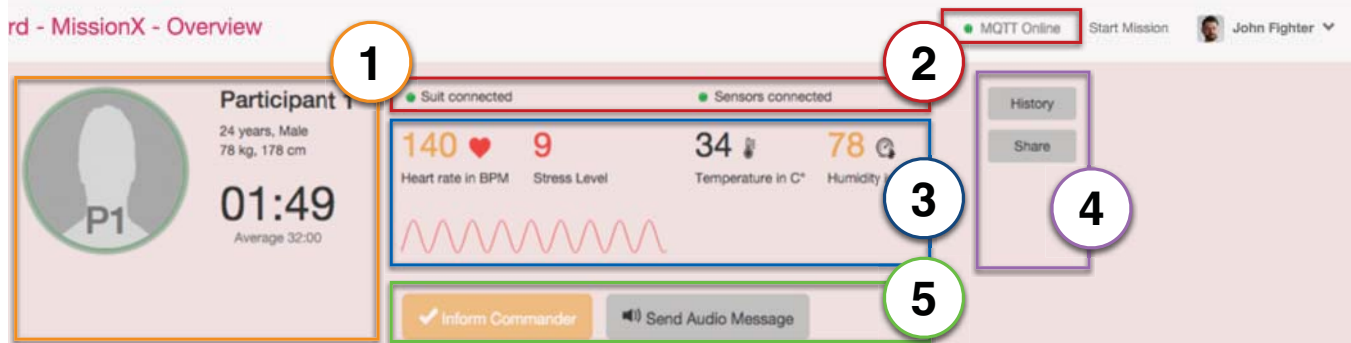 rd - MissionX - Overview
MQTT Online
Start Mission
John Fighter
1
2
Participant 1
24 years, Male
78 kg, 178 cm
P1
01:49
Average 32:00
Suit connected
Sensors connected
140
9
34
78
Heart rate in BPM
Stress Level
Temperature in C°
Humidity
3
History
Share
4
5
Inform Commander
Send Audio Message